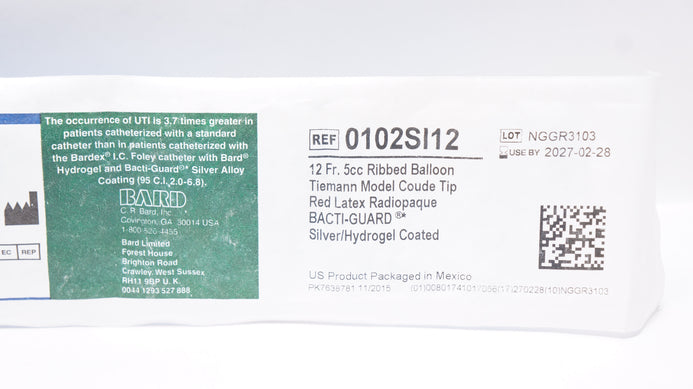 The occurrence of UTI is 3.7 times greater in
patients catheterized with a standard
catheter than in patients catheterized with
the Bardex® I.C. Foley catheter with Bard®
Hydrogel and Bacti-Guard®* Silver Alloy
Coating (95 C.I. 2.0-6.8).
BARD
C. R. Bard, Inc.
Covington, GA 30014 USA
1-800-526-4455
Bard Limited
Forest House
Brighton Road
Crawley, West Sussex
RH11 9BP U.K.
0044 1293 527 888
EC REP
REF 0102SI12
12 Fr. 5cc Ribbed Balloon
Tiemann Model Coude Tip
Red Latex Radiopaque
BACTI-GUARD ®*
Silver/Hydrogel Coated
LOT NGGR3103
USE BY 2027-02-28
US Product Packaged in Mexico
PK7638781 11/2015 (01)00801741017056(17)270228(10)NGGR3103